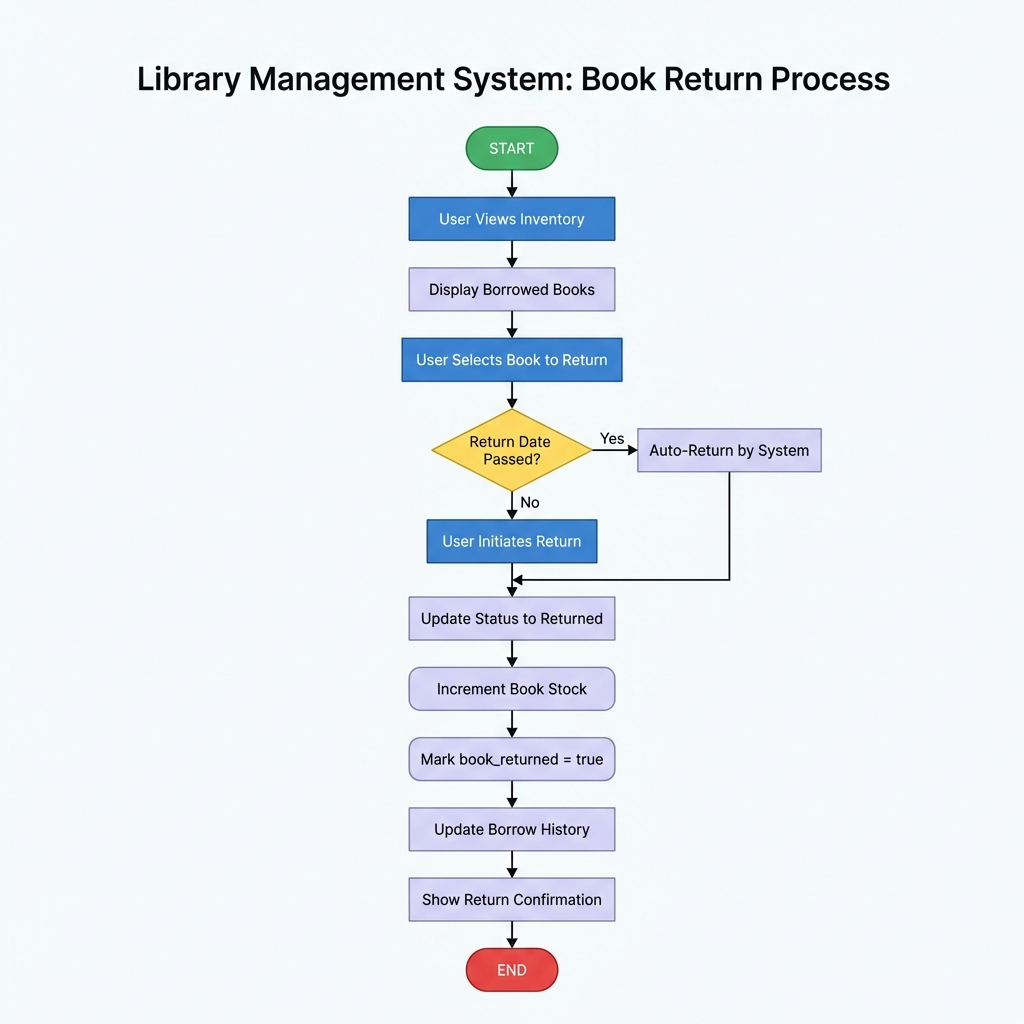 Library Management System: Book Return Process
START
User Views Inventory
Display Borrowed Books
User Selects Book to Return
Return Date
Passed?
Yes
Auto-Return by System
No
User Initiates Return
Update Status to Returned
Increment Book Stock
Mark book_returned = true
Update Borrow History
Show Return Confirmation
END